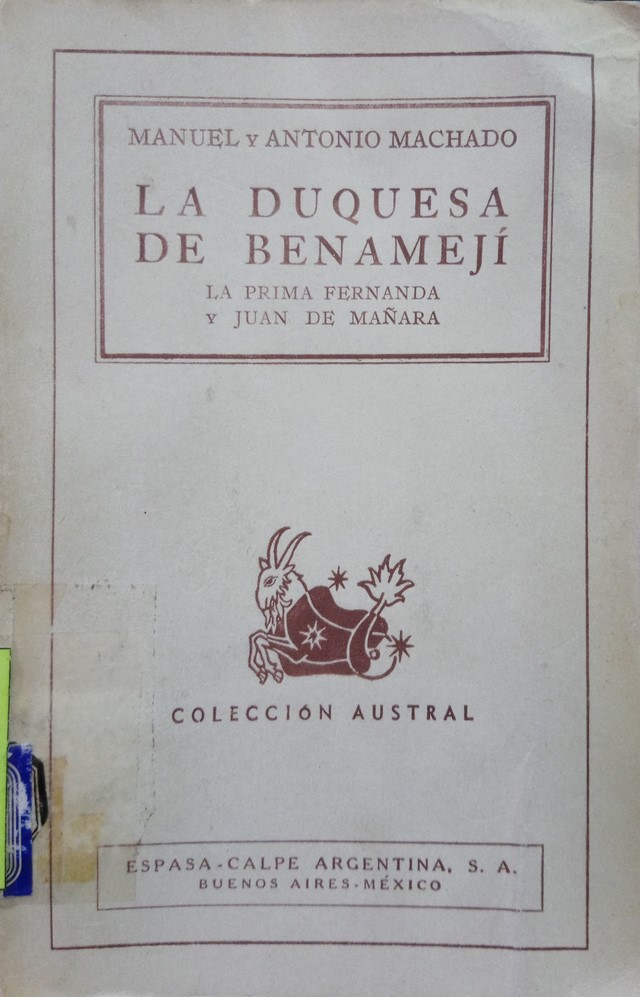 MANUEL Y ANTONIO MACHADO
LA DUQUESA
DE BENAMEJÍ
LA PRIMA FERNANDA
Y JUAN DE MAÑARA
COLECCIÓN AUSTRAL
ESPASA-CALPE ARGENTINA, S. A.
BUENOS AIRES-MÉXICO